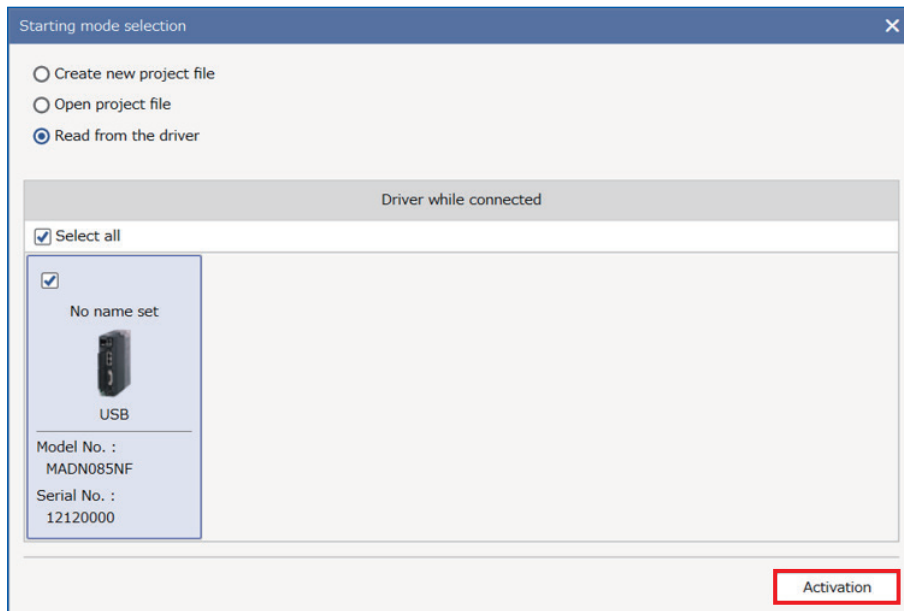 Starting mode selection
Create new project file
Open project file
Read from the driver
Driver while connected
Select all
No name set
USB
Model No. :
MADN085NF
Serial No. :
12120000
Activation